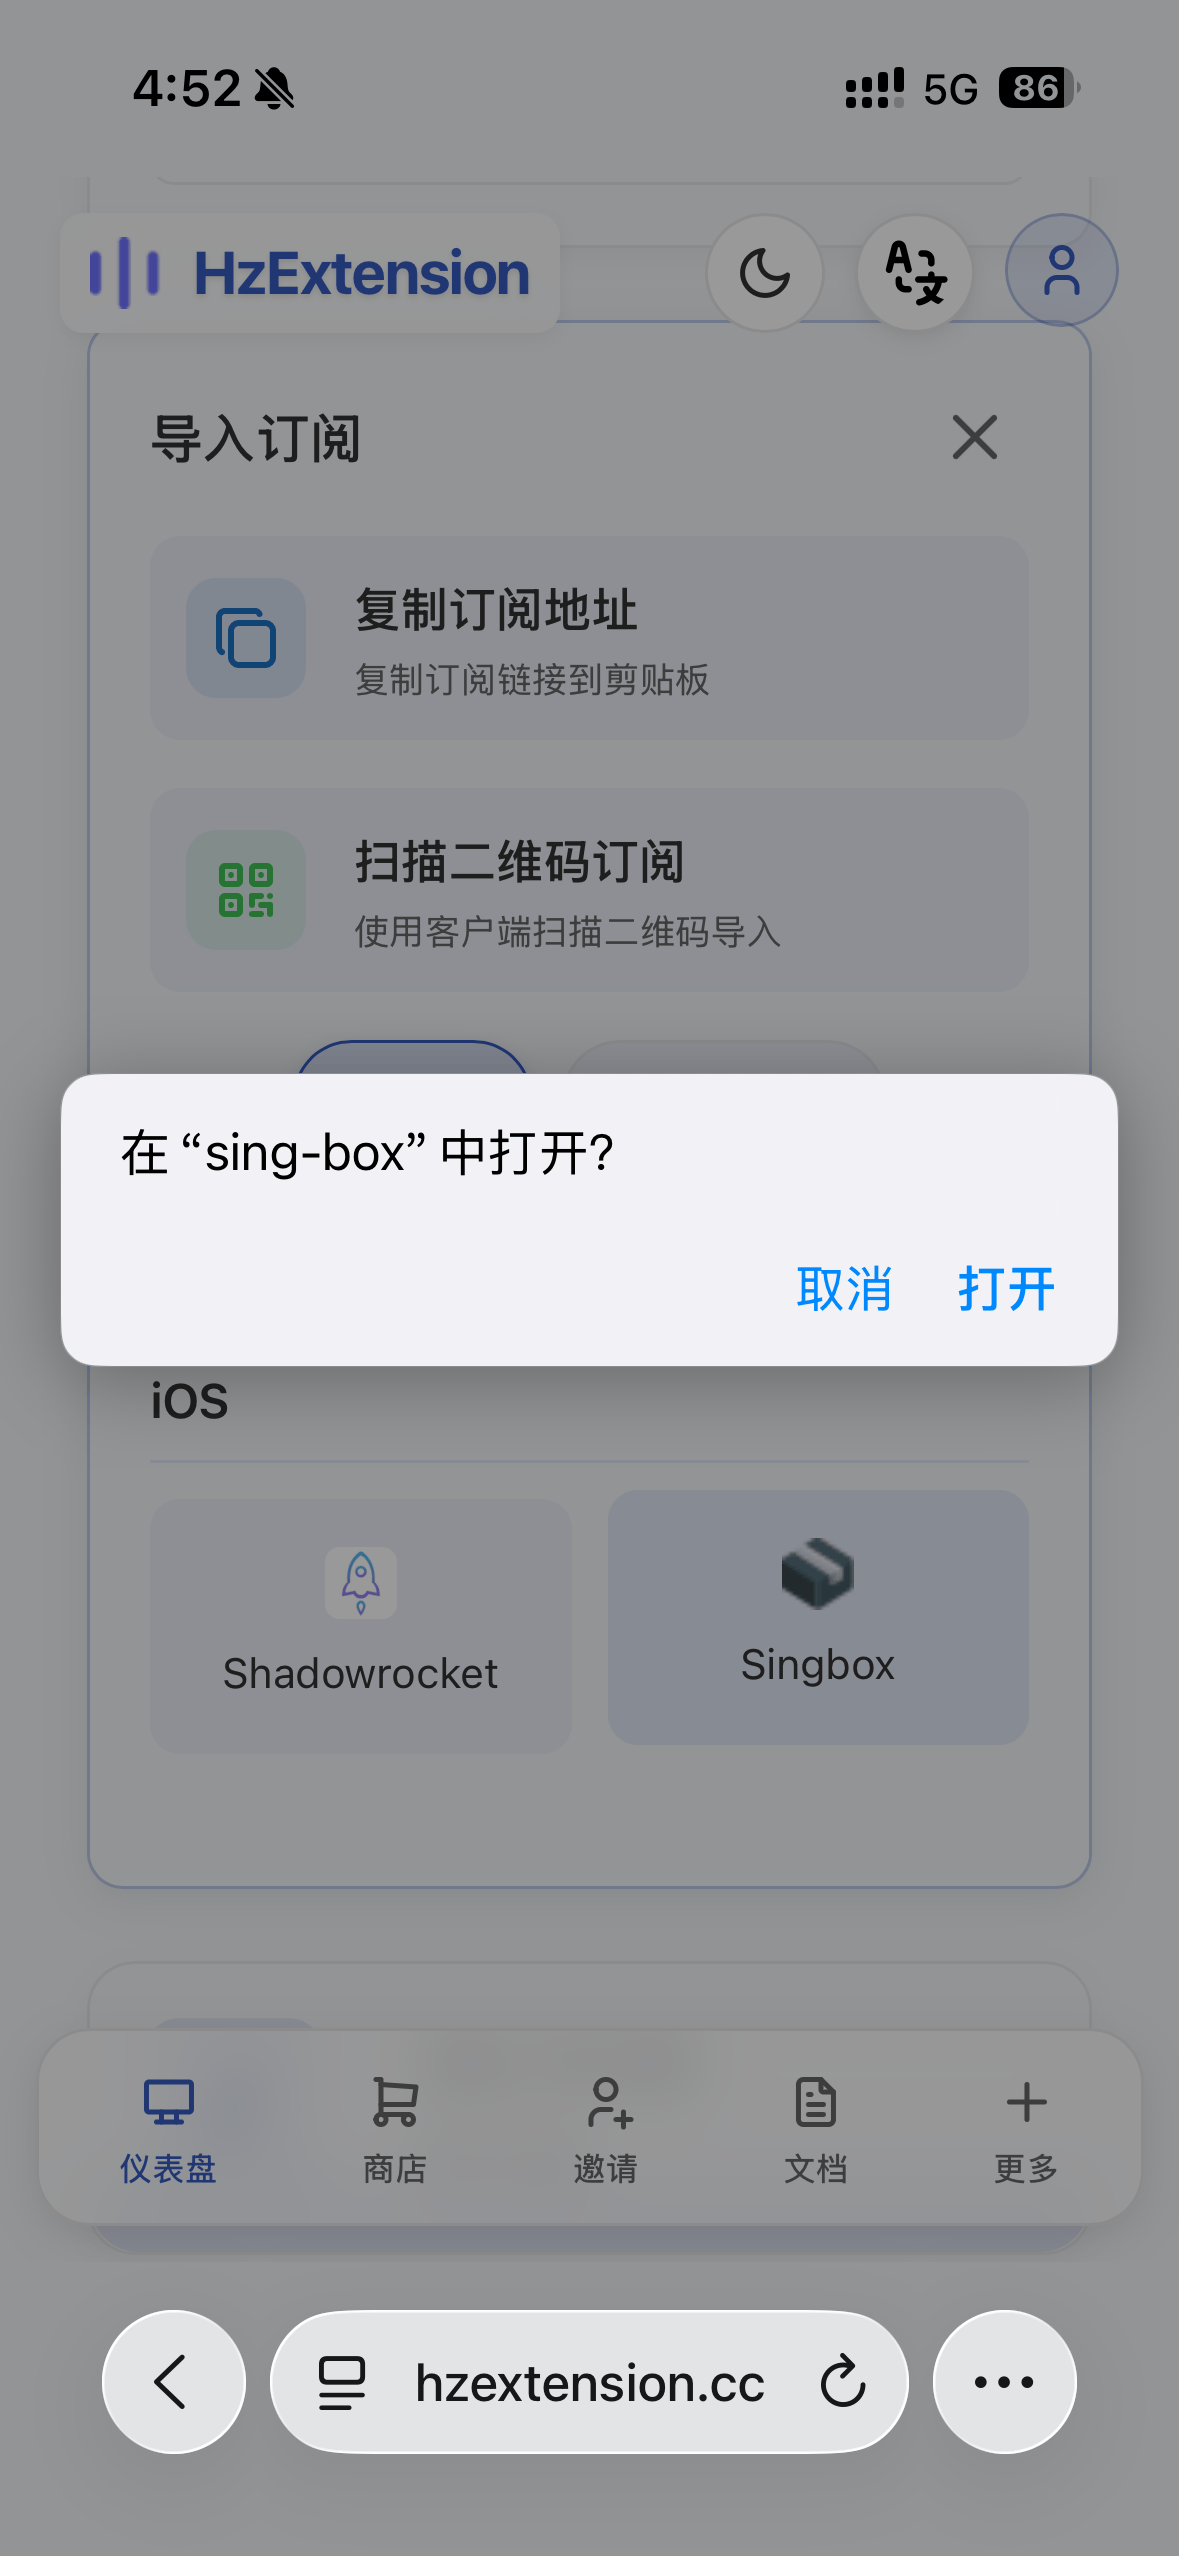 4:52
5G
86
HzExtension
导入订阅
复制订阅地址
复制订阅链接到剪贴板
扫描二维码订阅
使用客户端扫描二维码导入
在 “sing-box” 中打开?
取消 打开
iOS
Shadowrocket
Singbox
仪表盘
商店
邀请
文档
更多
hzextension.cc